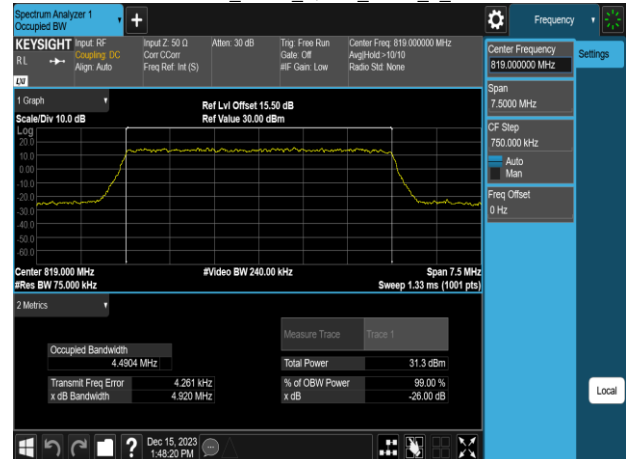 Spectrum Analyzer 1
Occupied BW
Frequency
KEYSIGHT
Input: RF
Coupling: DC
Align: Auto
Input Z: 50 Ω
Corr CCorr
Freq Ref: Int (S)
Atten: 30 dB
Trig: Free Run
Gate: Off
#IF Gain: Low
Center Freq: 819.000000 MHz
Avg|Hold:>10/10
Radio Std: None
RL
LXI
Center Frequency
819.000000 MHz
Settings
Span
7.5000 MHz
CF Step
750.000 kHz
Auto
Man
Freq Offset
0 Hz
1 Graph
Ref Lvl Offset 15.50 dB
Scale/Div 10.0 dB
Ref Value 30.00 dBm
Log
20.0
10.0
0.00
-10.0
-20.0
-30.0
-40.0
-50.0
-60.0
Center 819.000 MHz
#Video BW 240.00 kHz
Span 7.5 MHz
#Res BW 75.000 kHz
Sweep 1.33 ms (1001 pts)
2 Metrics
Measure Trace
Trace 1
Occupied Bandwidth
4.4904 MHz
Total Power
31.3 dBm
Transmit Freq Error
4.261 kHz
% of OBW Power
99.00 %
x dB Bandwidth
4.920 MHz
x dB
-26.00 dB
Local
Dec 15, 2023
1:48:20 PM